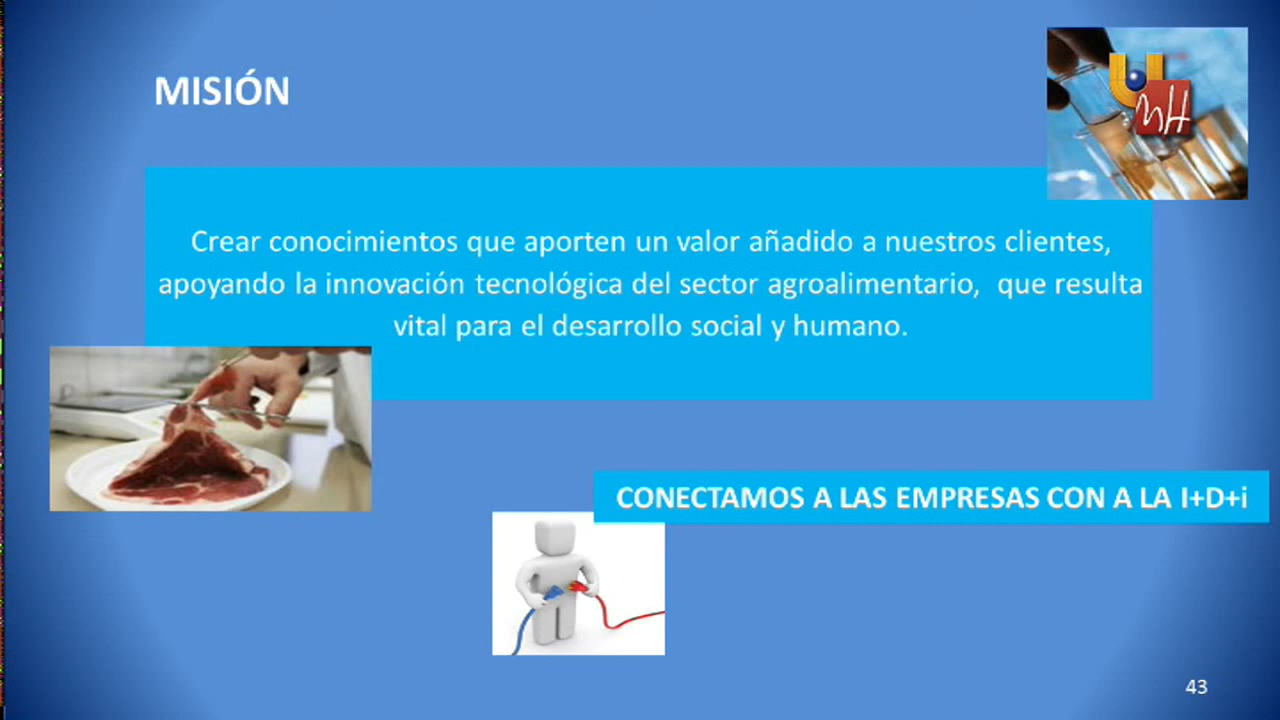 MISIÓN
UMH
Crear conocimientos que aporten un valor añadido a nuestros clientes,
apoyando la innovación tecnológica del sector agroalimentario, que resulta
vital para el desarrollo social y humano.
CONECTAMOS A LAS EMPRESAS CON A LA I+D+i
43